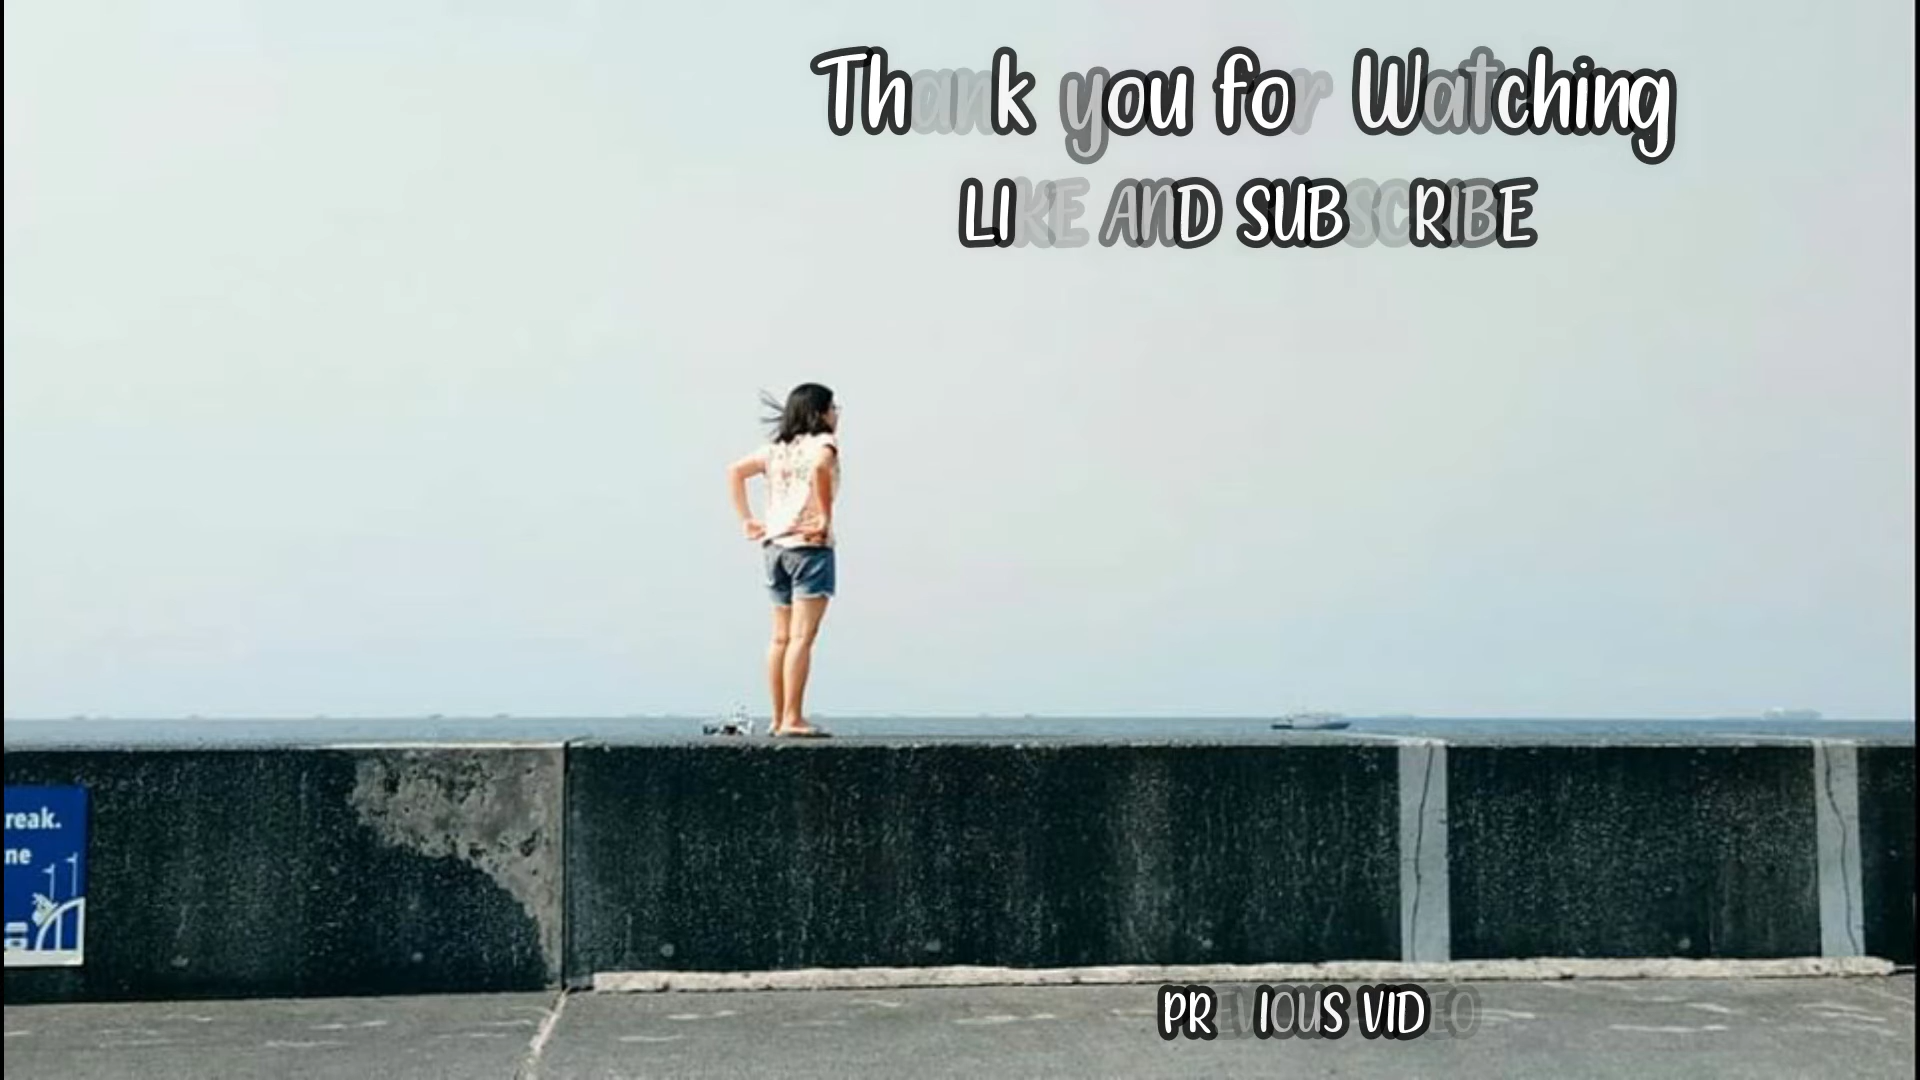 Thank you for Watching
LIKE AND SUBSCRIBE
reak.
ne
PREVIOUS VIDEO